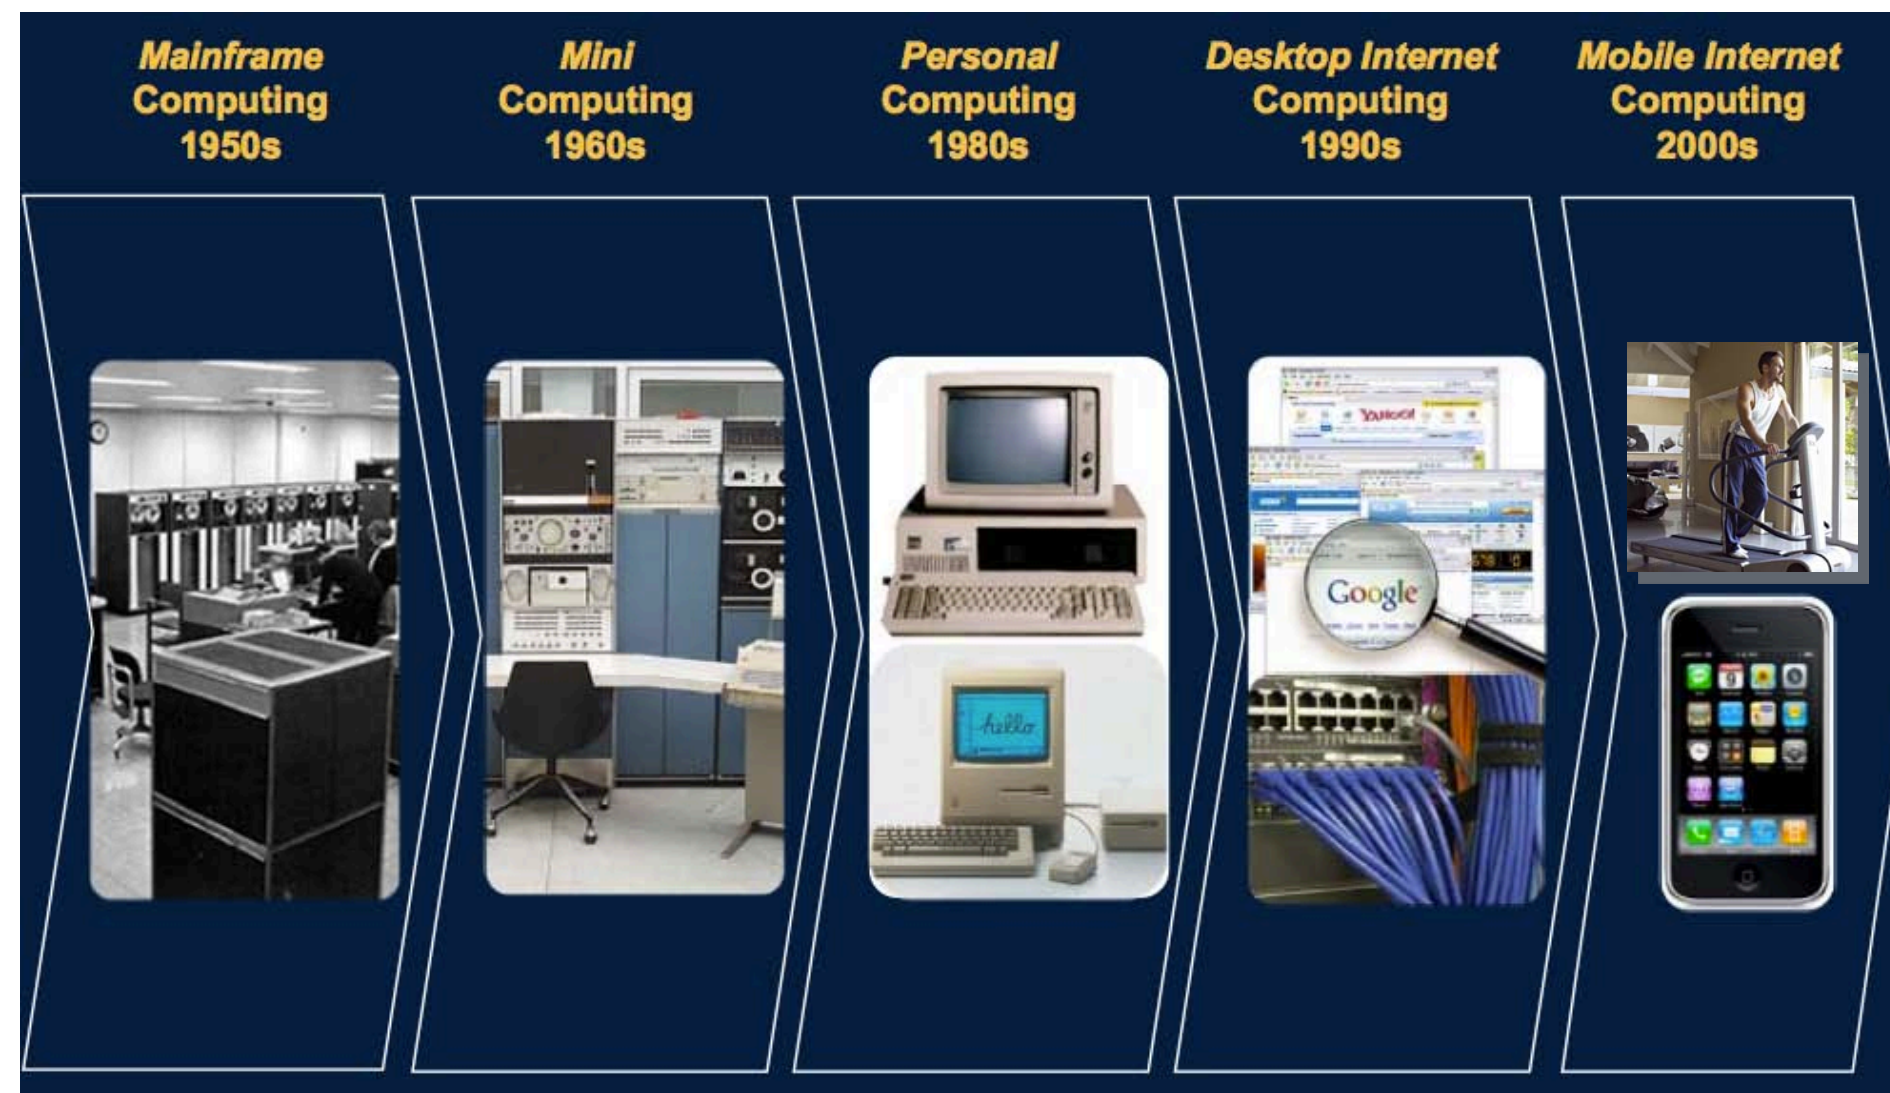 Mainframe
Computing
1950s
Mini
Computing
1960s
Personal
Computing
1980s
Desktop Internet
Computing
1990s
Mobile Internet
Computing
2000s
YAHOO!
Google
hello
9